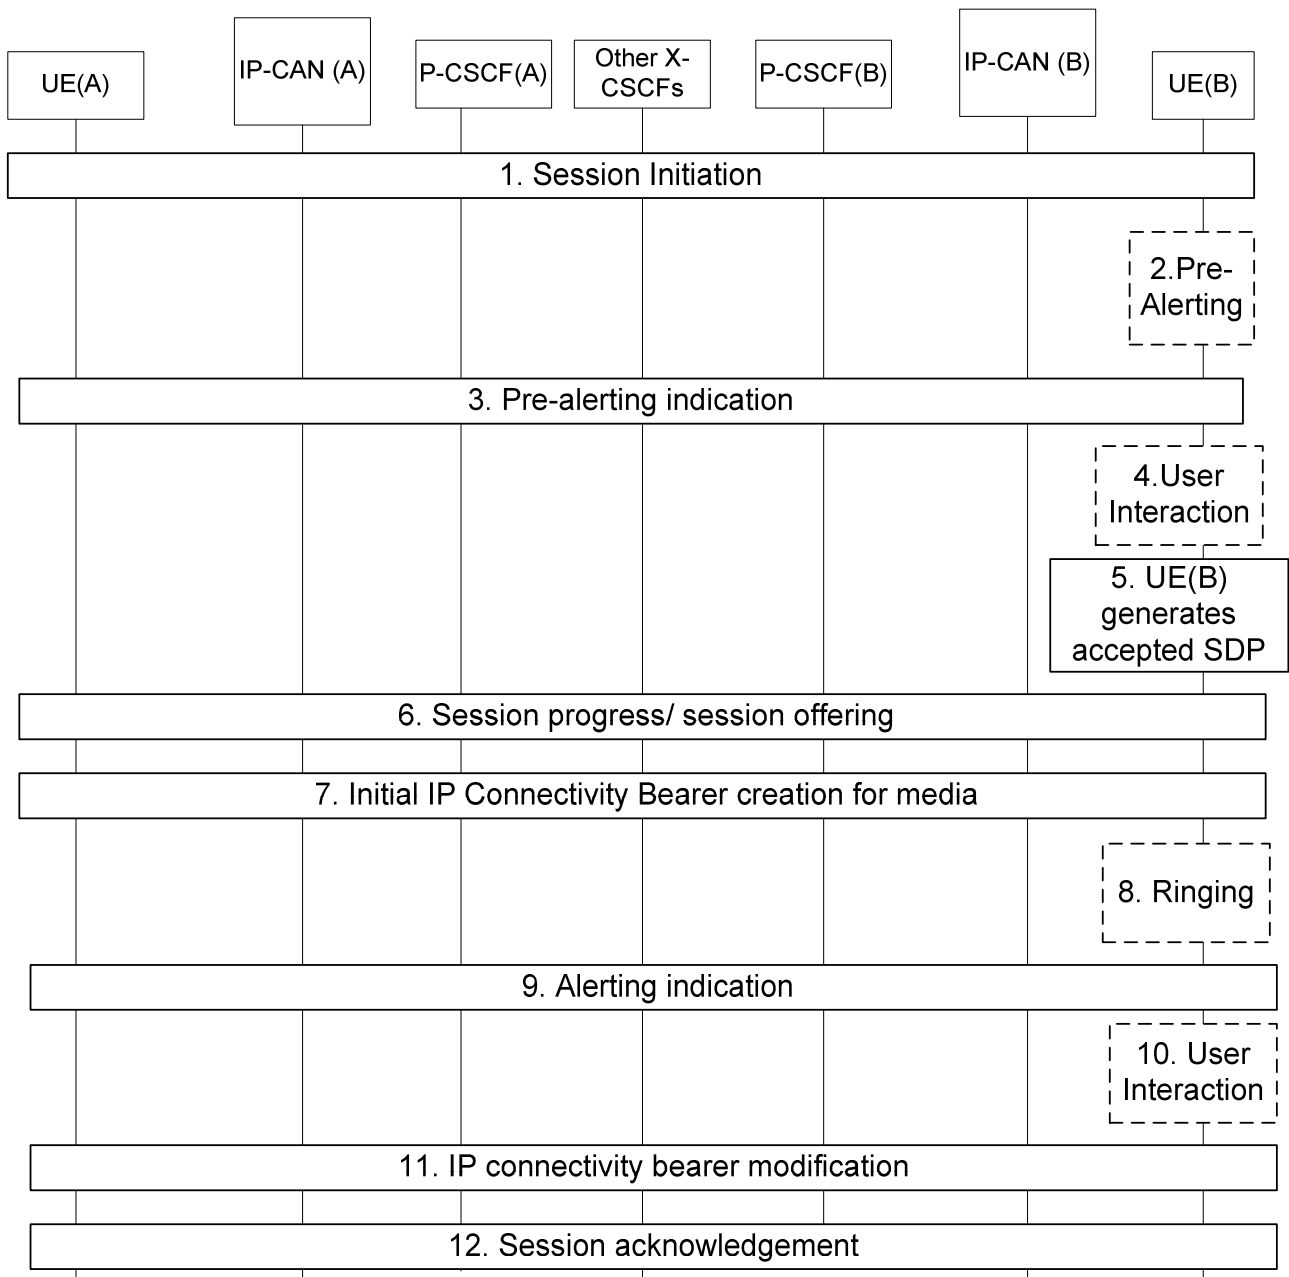 UE(A)
IP-CAN (A)
P-CSCF(A)
Other X-
CSCFs
P-CSCF(B)
IP-CAN (B)
UE(B)
1. Session Initiation
2.Pre-
Alerting
3. Pre-alerting indication
4.User
Interaction
5. UE(B)
generates
accepted SDP
6. Session progress/ session offering
7. Initial IP Connectivity Bearer creation for media
8. Ringing
9. Alerting indication
10. User
Interaction
11. IP connectivity bearer modification
12. Session acknowledgement